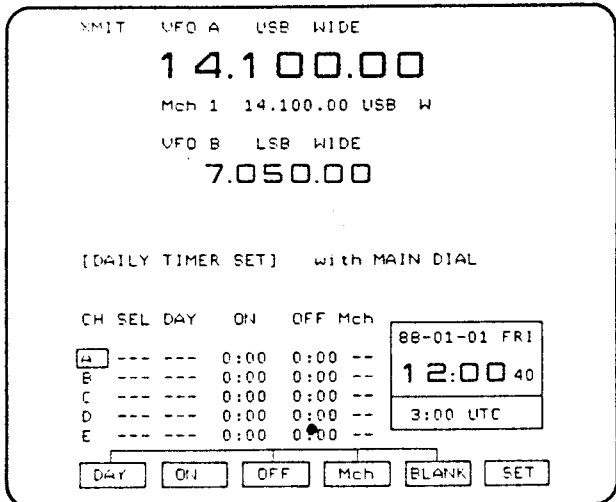 XMIT VFO A USB WIDE
14.100.00
Mch 1 14.100.00 USB W
VFO B LSB WIDE
7.050.00
[DAILY TIMER SET] with MAIN DIAL
CH SEL DAY ON OFF Mch
A --- --- 0:00 0:00 --
B --- --- 0:00 0:00 --
C --- --- 0:00 0:00 --
D --- --- 0:00 0:00 --
E --- --- 0:00 0:00 --
88-01-01 FRI
12:00 40
3:00 UTC
DAY ON OFF Mch BLANK SET